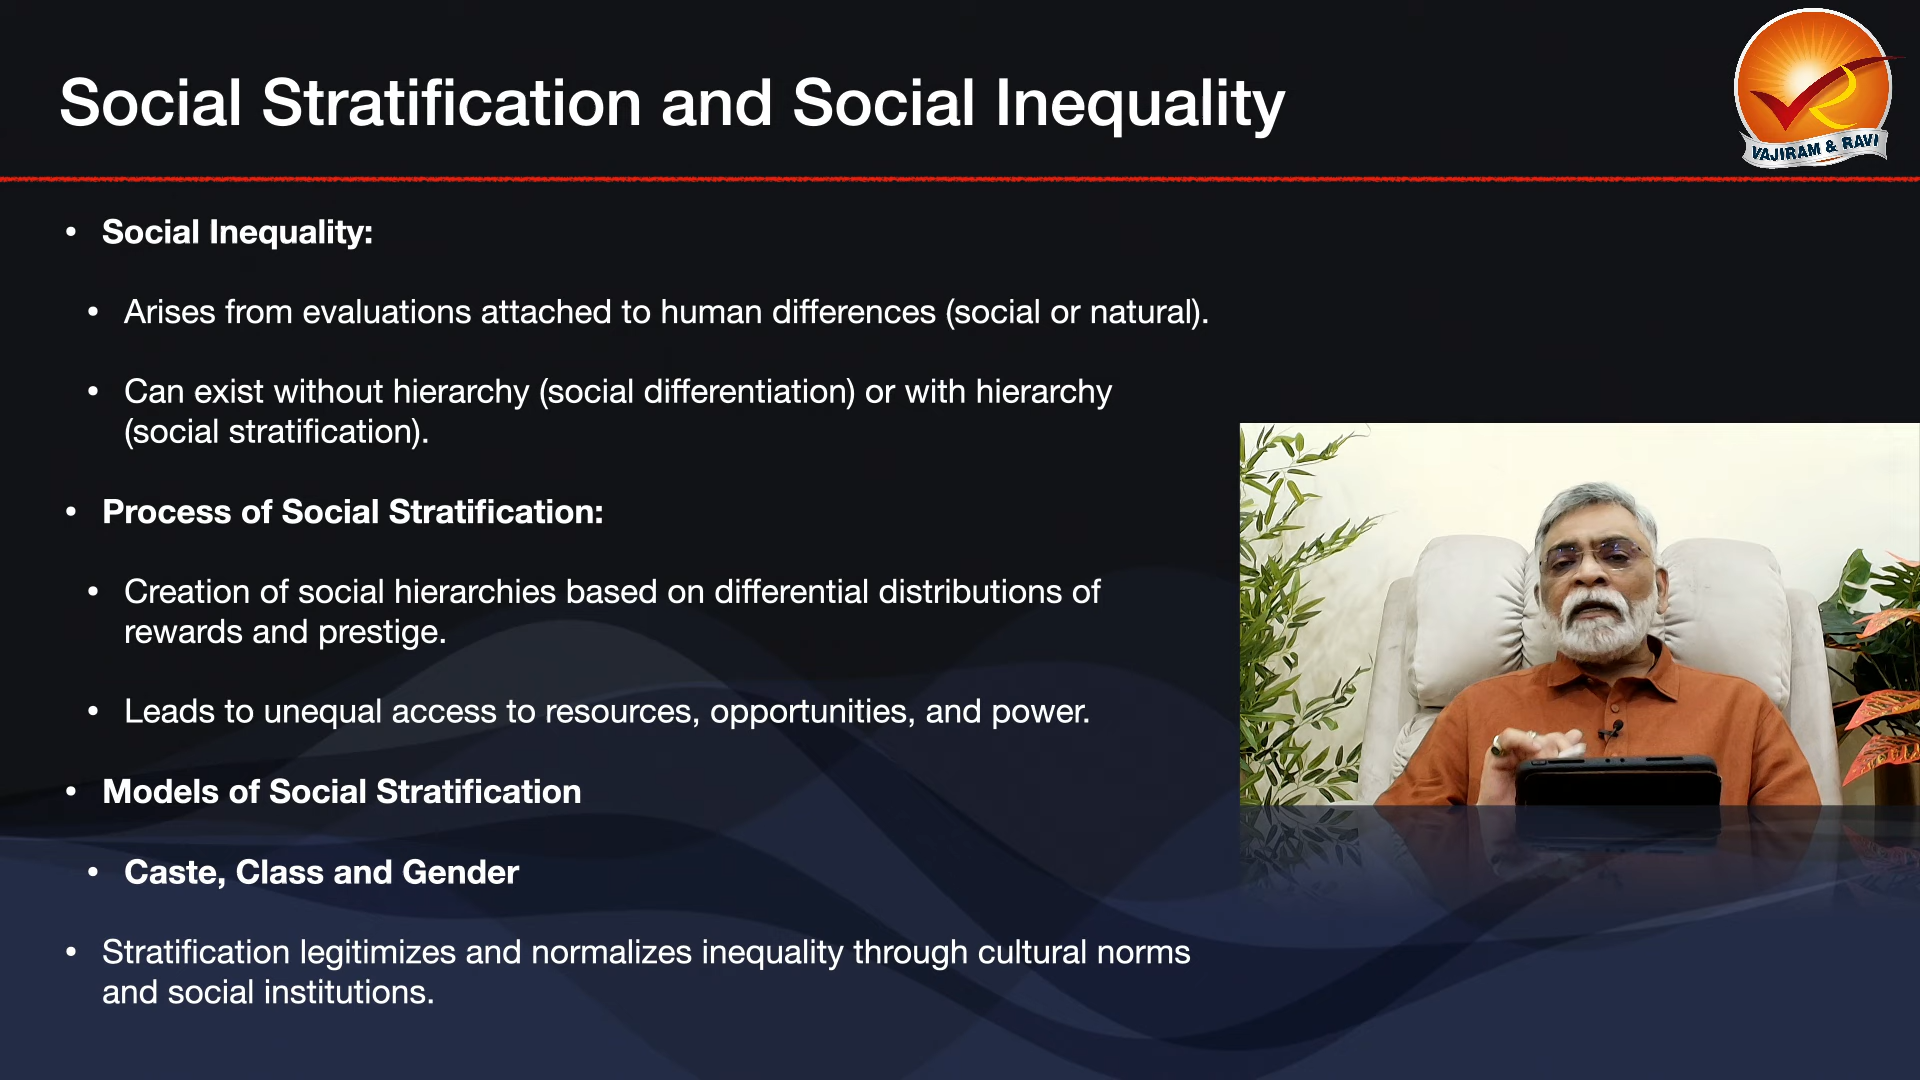 Social Stratification and Social Inequality
VAJIRAM & RAVI
• Social Inequality:
• Arises from evaluations attached to human differences (social or natural).
• Can exist without hierarchy (social differentiation) or with hierarchy
(social stratification).
• Process of Social Stratification:
• Creation of social hierarchies based on differential distributions of
rewards and prestige.
• Leads to unequal access to resources, opportunities, and power.
• Models of Social Stratification
• Caste, Class and Gender
• Stratification legitimizes and normalizes inequality through cultural norms
and social institutions.